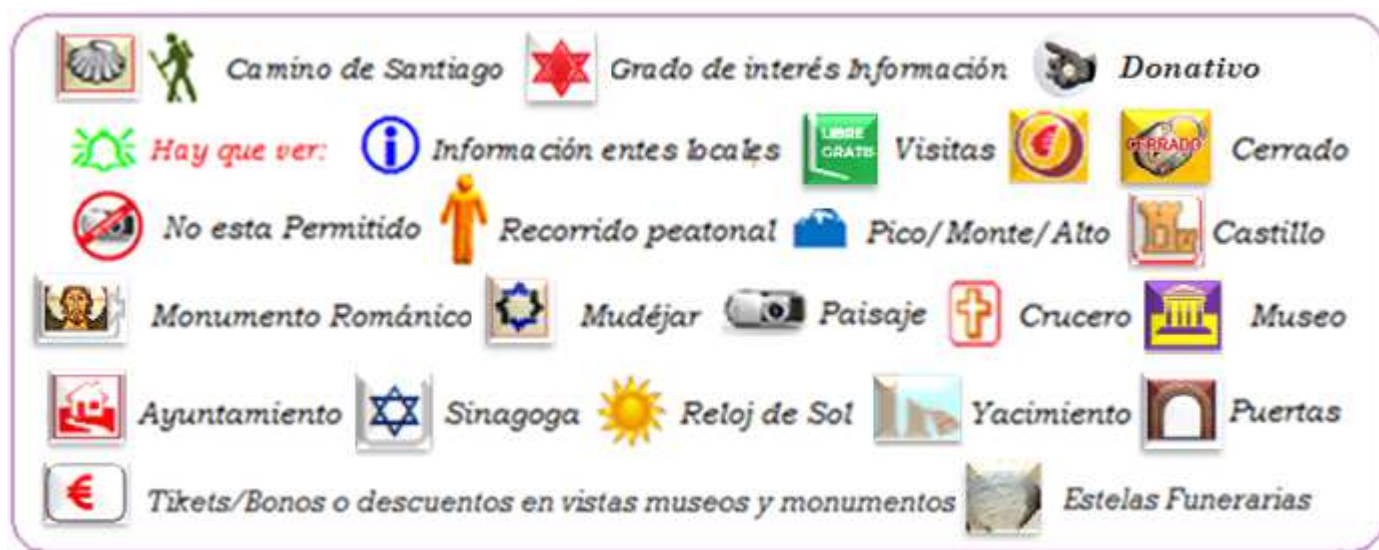 Camino de Santiago Grado de interés Información Donativo
Hay que ver: i Información entes locales LIBRE GRATIS Visitas € CERRADO Cerrado
No esta Permitido Recorrido peatonal Pico/Monte/Alto Castillo
Monumento Románico Mudéjar Paisaje Crucero Museo
Ayuntamiento Sinagoga Reloj de Sol Yacimiento Puertas
€ Tikets/Bonos o descuentos en vistas museos y monumentos Estelas Funerarias